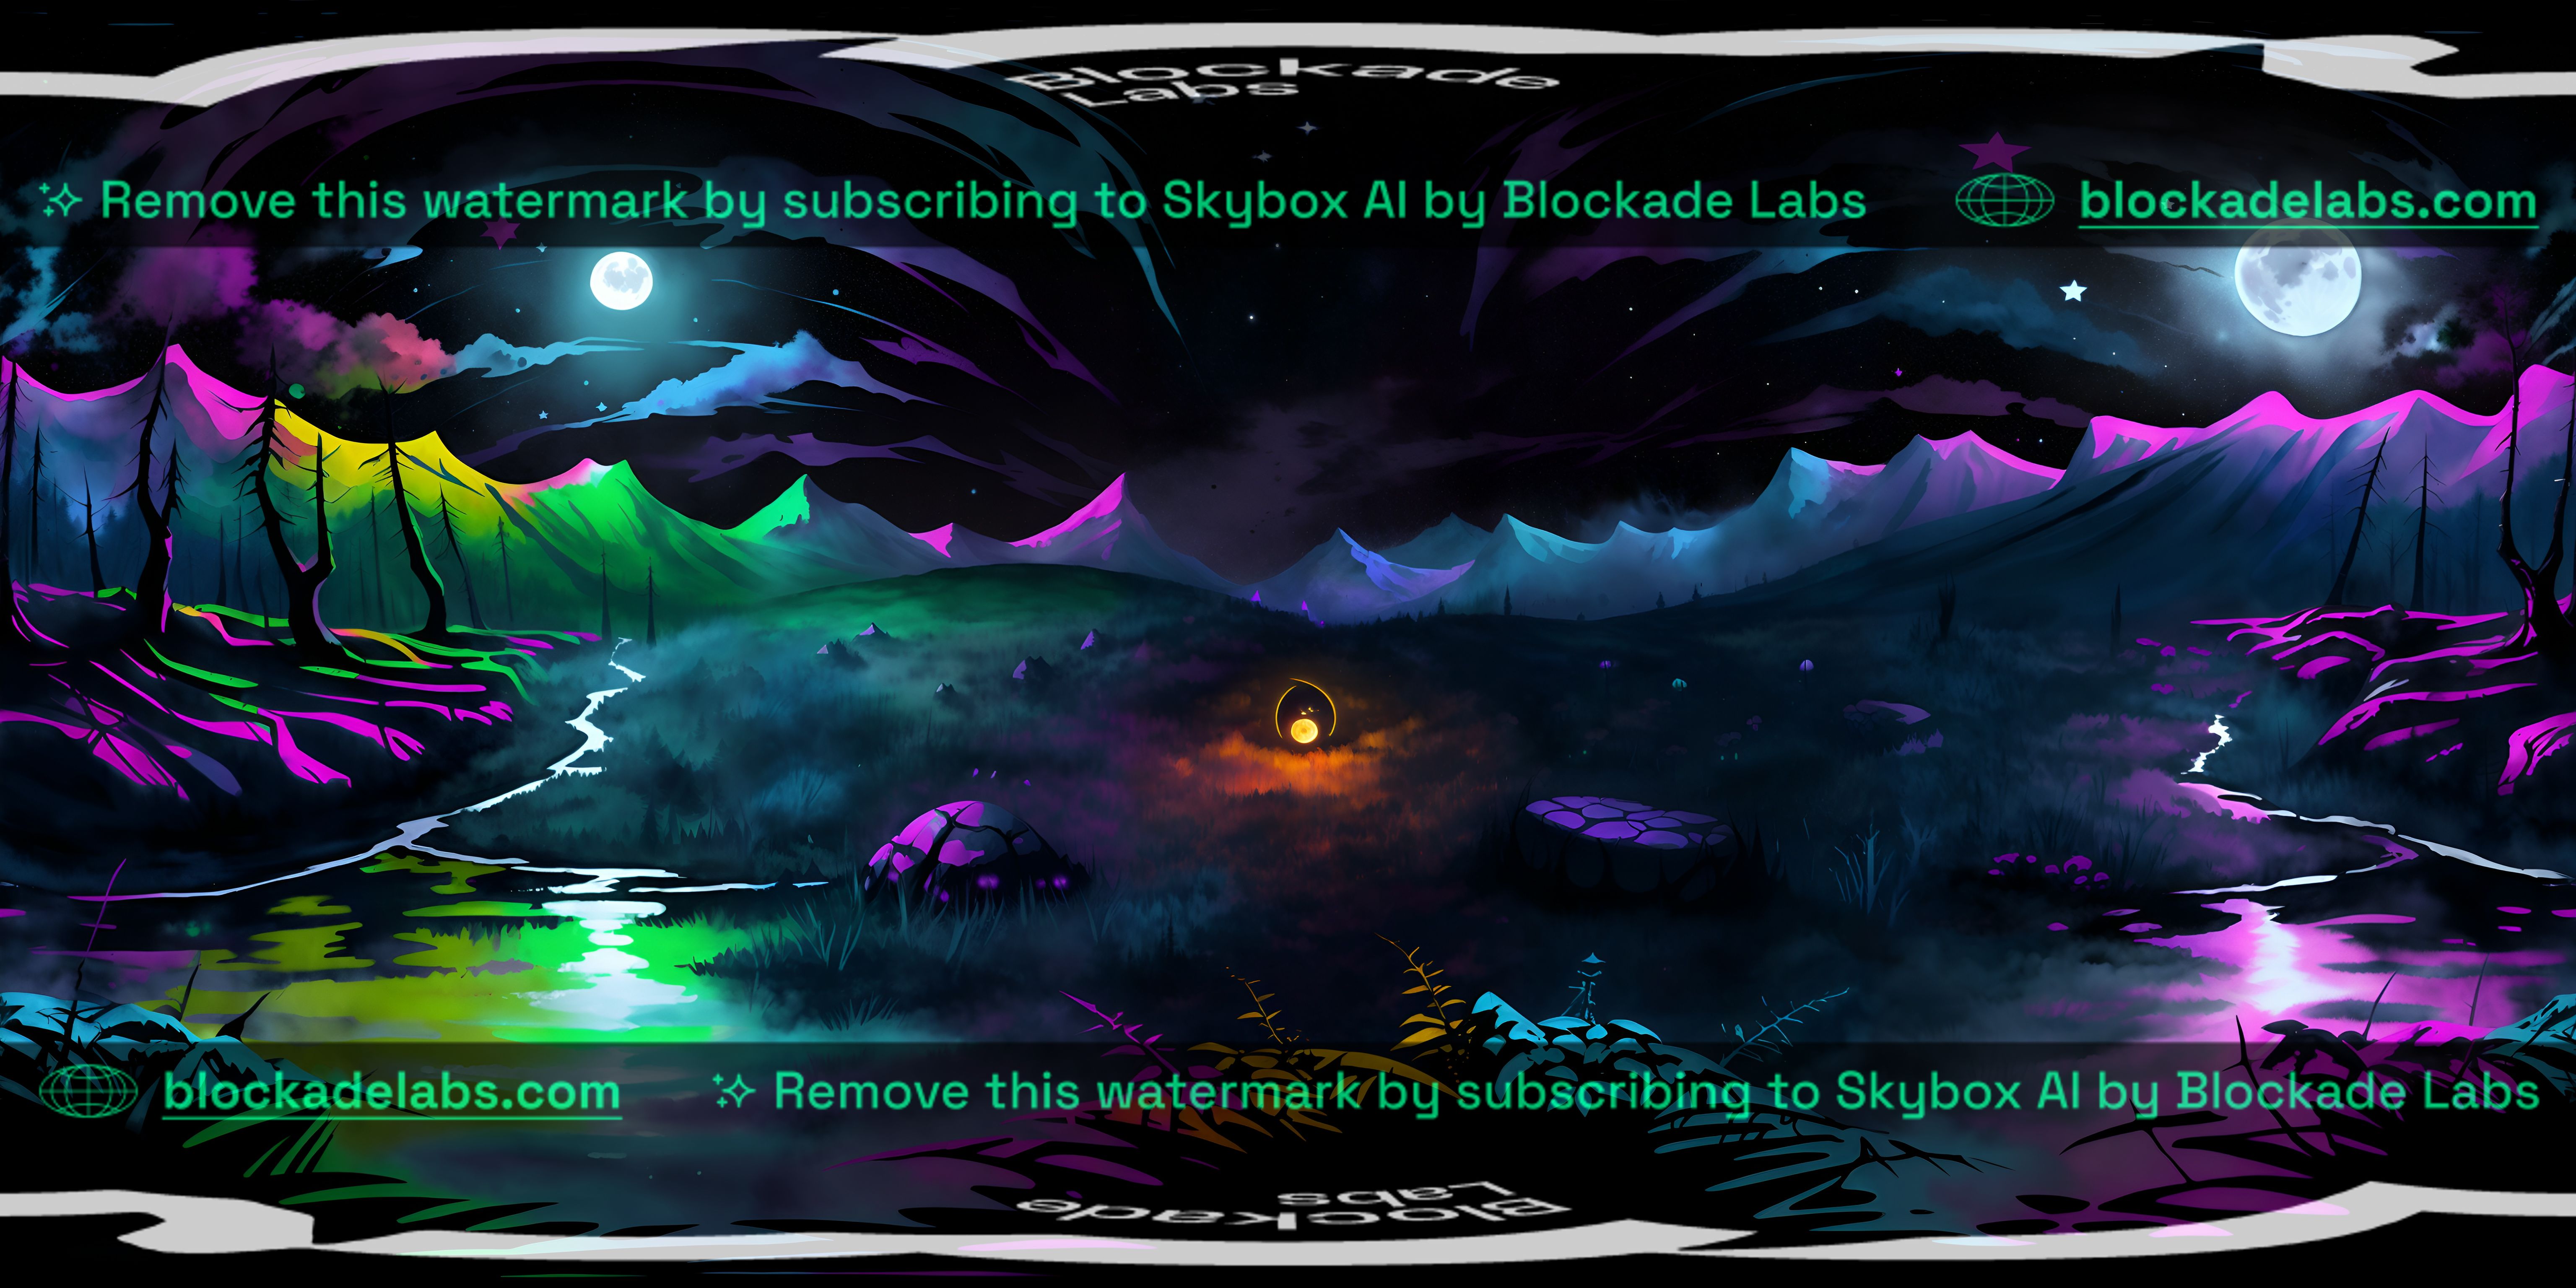 Blockade
Labs
Remove this watermark by subscribing to Skybox AI by Blockade Labs
blockadelabs.com
blockadelabs.com
Remove this watermark by subscribing to Skybox AI by Blockade Labs
Labs
Blockade